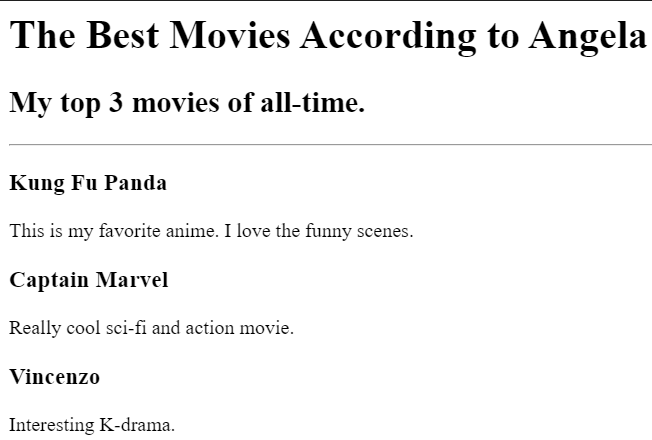 The Best Movies According to Angela
My top 3 movies of all-time.
Kung Fu Panda
This is my favorite anime. I love the funny scenes.
Captain Marvel
Really cool sci-fi and action movie.
Vincenzo
Interesting K-drama.